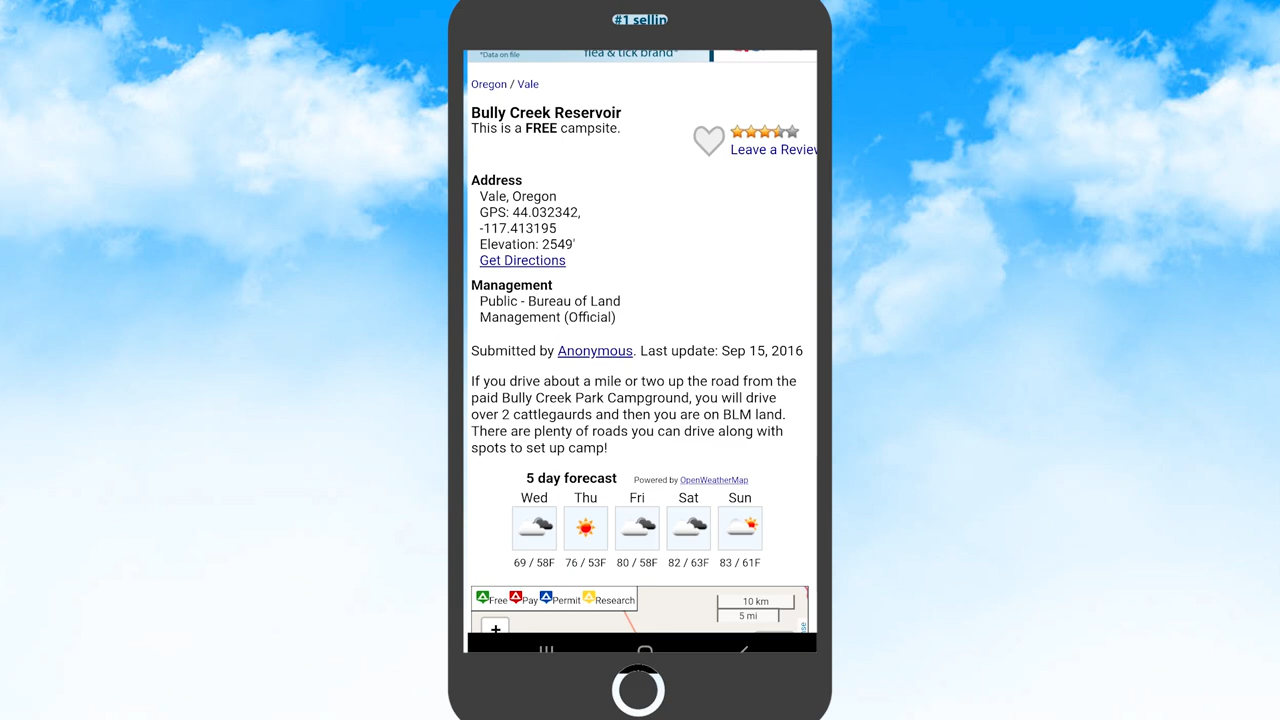 #1 sellin
*Data on file
flea & tick brand*
Oregon / Vale
Bully Creek Reservoir
This is a FREE campsite.
Leave a Review
Address
Vale, Oregon
GPS: 44.032342,
-117.413195
Elevation: 2549'
Get Directions
Management
Public - Bureau of Land
Management (Official)
Submitted by Anonymous. Last update: Sep 15, 2016
If you drive about a mile or two up the road from the
paid Bully Creek Park Campground, you will drive
over 2 cattlegaurds and then you are on BLM land.
There are plenty of roads you can drive along with
spots to set up camp!
5 day forecast Powered by OpenWeatherMap
Wed Thu Fri Sat Sun
69 / 58F 76 / 53F 80 / 58F 82 / 63F 83 / 61F
Free Pay Permit Research
10 km
5 mi
+